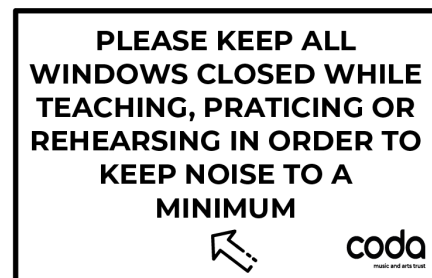 PLEASE KEEP ALL
WINDOWS CLOSED WHILE
TEACHING, PRATICING OR
REHEARSING IN ORDER TO
KEEP NOISE TO A
MINIMUM
coda
music and arts trust